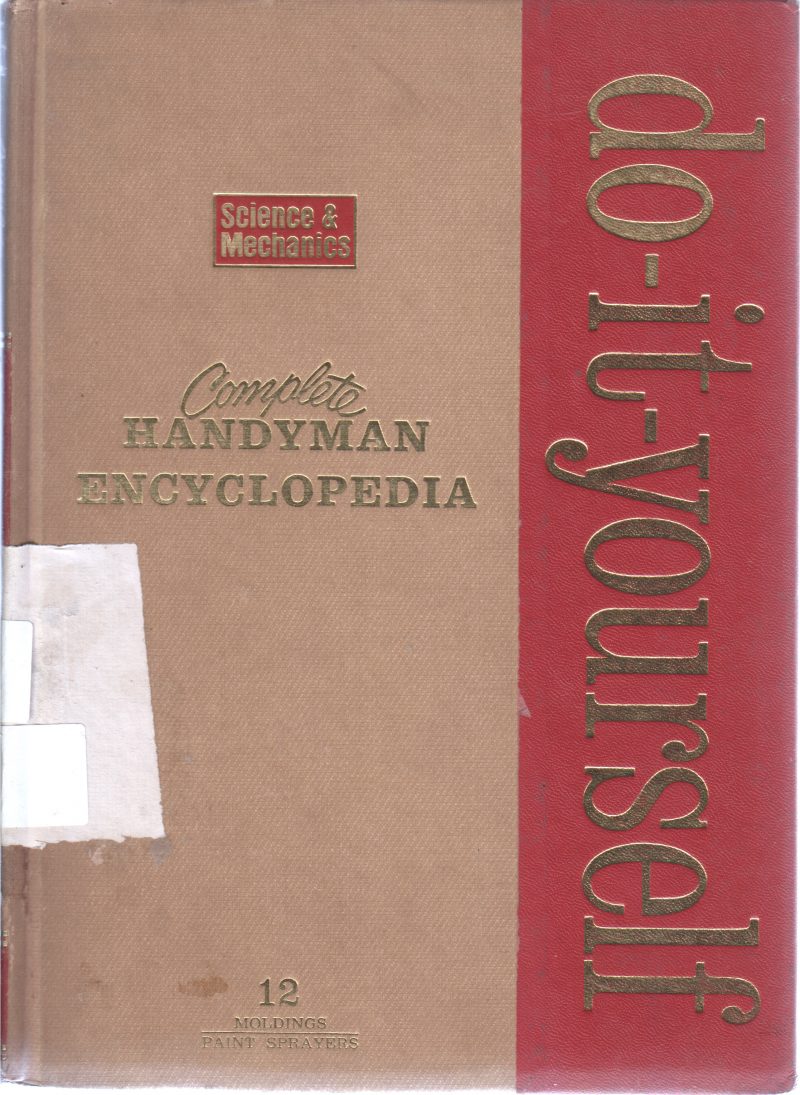 Science &
Mechanics
Complete
HANDYMAN
ENCYCLOPEDIA
12
MOLDINGS
PAINT SPRAYERS
do-it-yourself